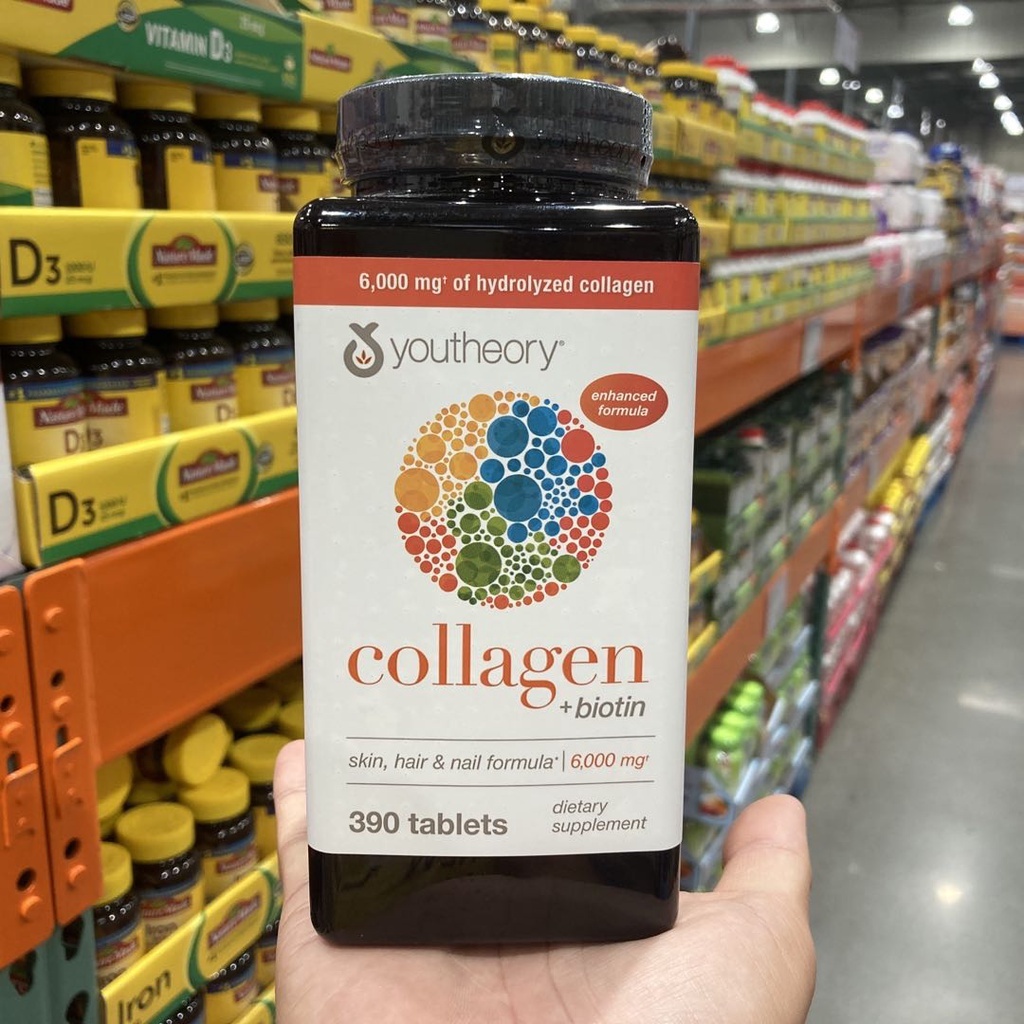 VITAMIN D3
D3
Nature Made
Nature Made
D3
D3
Nature Made
6,000 mg† of hydrolyzed collagen
youtheory®
enhanced
formula
collagen
+biotin
skin, hair & nail formula* | 6,000 mg†
390 tablets
dietary
supplement
Iron
Iron